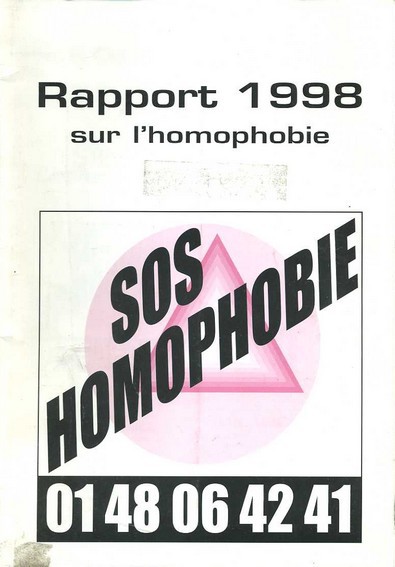 Rapport 1998
sur l'homophobie
SOS
HOMOPHOBIE
01 48 06 42 41